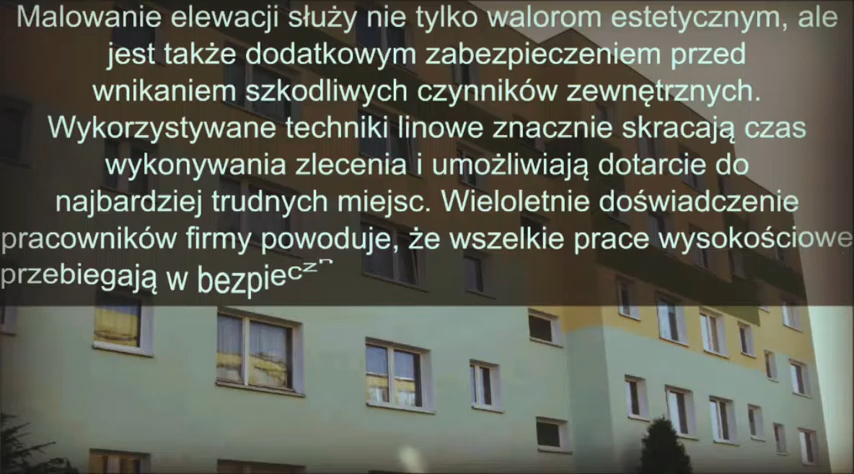 Malowanie elewacji służy nie tylko walorom estetycznym, ale
jest także dodatkowym zabezpieczeniem przed
wnikaniem szkodliwych czynników zewnętrznych.
Wykorzystywane techniki linowe znacznie skracają czas
wykonywania zlecenia i umożliwiają dotarcie do
najbardziej trudnych miejsc. Wieloletnie doświadczenie
pracowników firmy powoduje, że wszelkie prace wysokościowe
przebiegają w